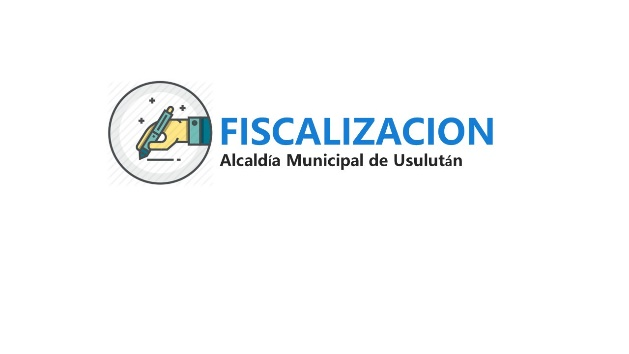 FISCALIZACION
Alcaldía Municipal de Usulután